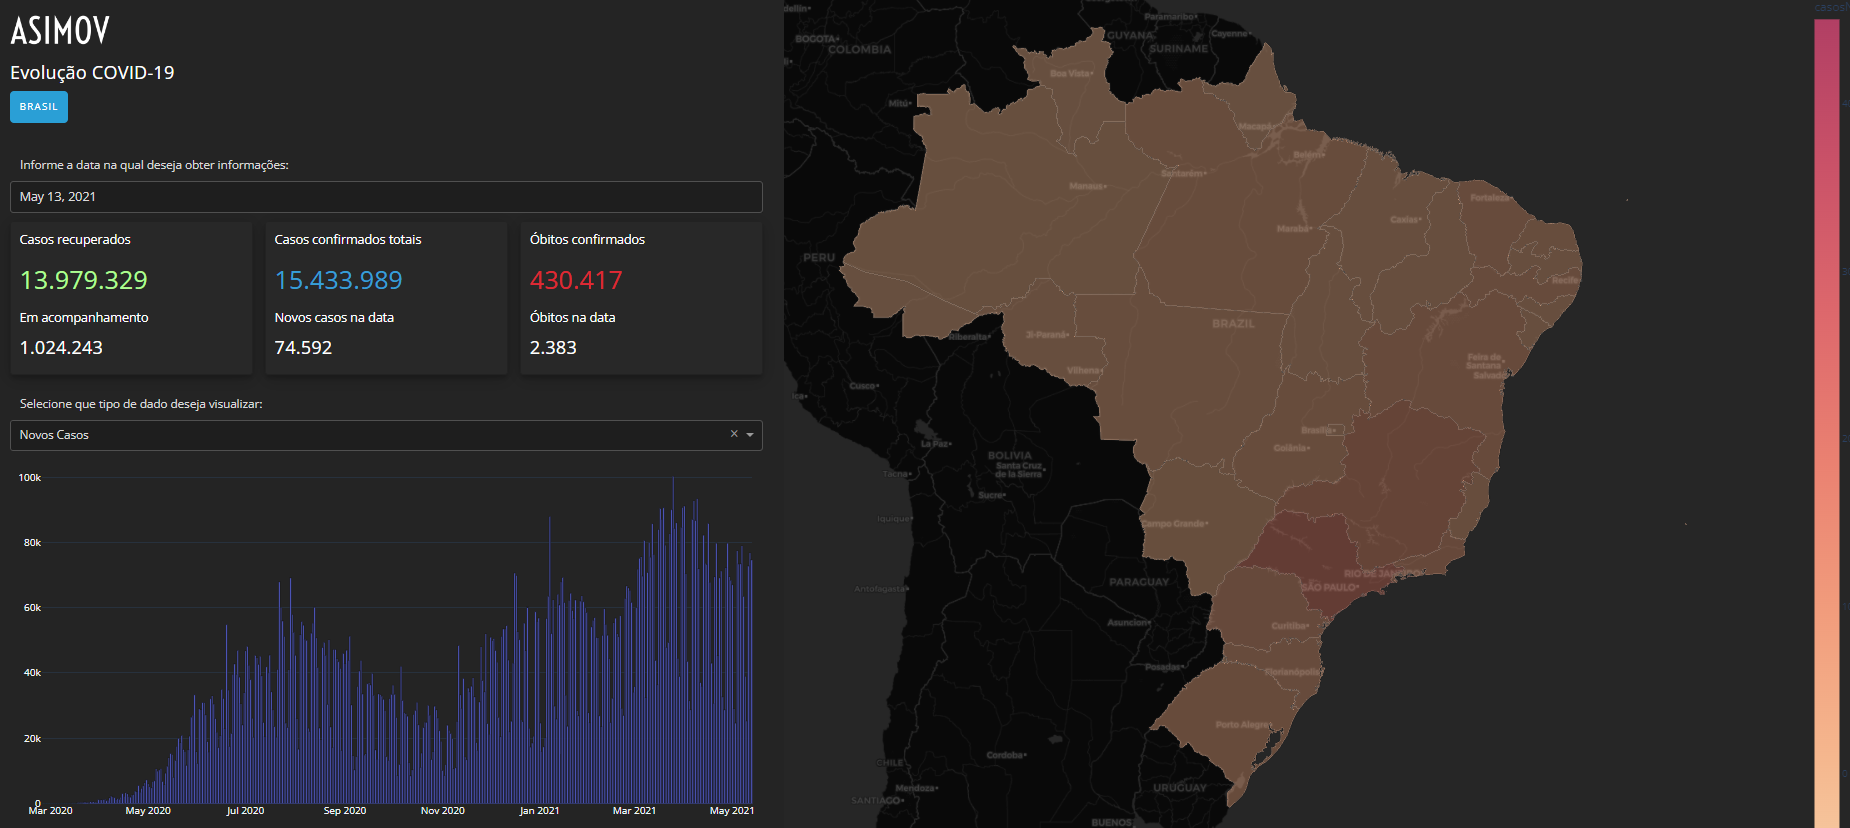 ASIMOV
Evolução COVID-19
BRASIL
Informe a data na qual deseja obter informações:
May 13, 2021
Casos recuperados
13.979.329
Em acompanhamento
1.024.243
Casos confirmados totais
15.433.989
Novos casos na data
74.592
Óbitos confirmados
430.417
Óbitos na data
2.383
Selecione que tipo de dado deseja visualizar:
Novos Casos
100k
80k
60k
40k
20k
0
Mar 2020 May 2020 Jul 2020 Sep 2020 Nov 2020 Jan 2021 Mar 2021 May 2021
BOGOTA
COLOMBIA
Paramaribo
GUYANA
SURINAME
Cayenne
Boa Vista
Mitú
Macapá
Belém
Manaus
Santarém
Fortaleza
Caxias
Marabá
PERU
Recife
BRAZIL
Riberalta
Ji-Paraná
Vilhena
Feira de
Santana
Salvador
Cusco
Brasília
Goiânia
La Paz
BOLIVIA
Santa Cruz
de la Sierra
Tacna
Sucre
Iquique
Campo Grande
RIO DE JANEIRO
SÃO PAULO
PARAGUAY
Antofagasta
Asuncion
Curitiba
Posadas
Florianópolis
Porto Alegre
Cordoba
CHILE
Mendoza
URUGUAY
SANTIAGO
BUENOS